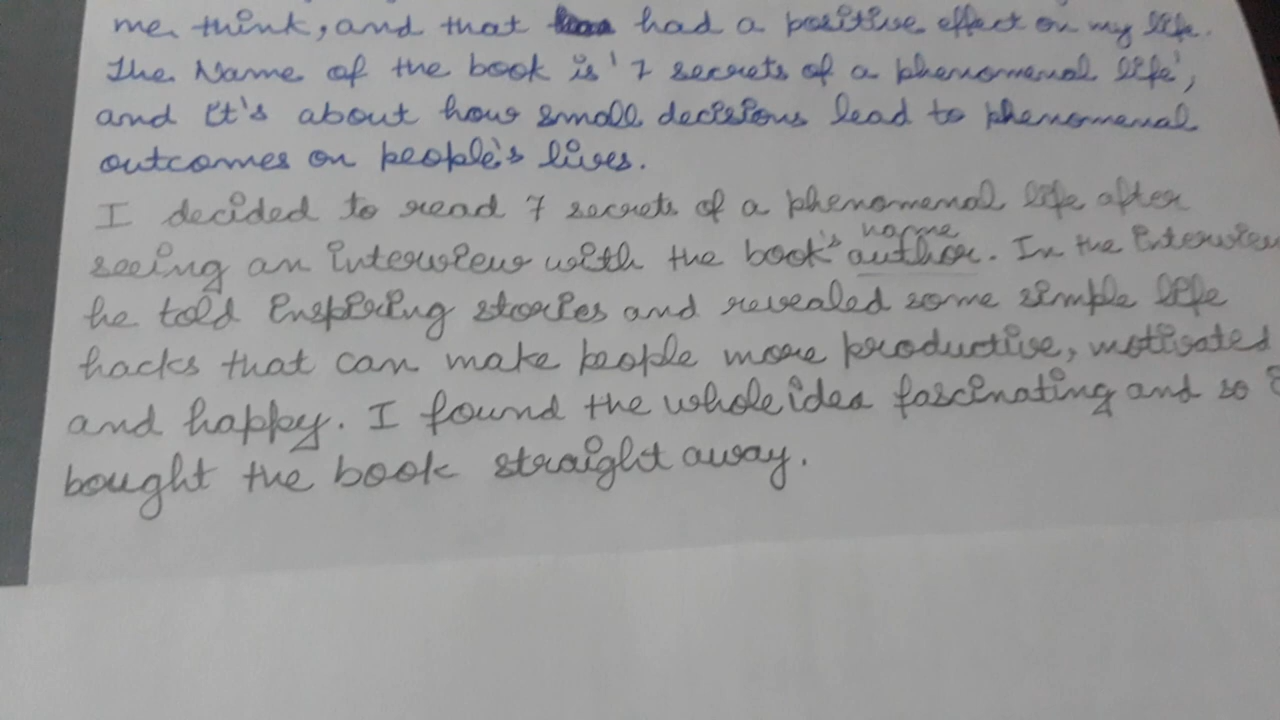 me think, and that had a positive effect on my life.
The Name of the book is '7 secrets of a phenomenal life',
and it's about how small decisions lead to phenomenal
outcomes on people's lives.
I decided to read 7 secrets of a phenomenal life after
name
seeing an interview with the book's author. In the interview
he told inspiring stories and revealed some simple life
hacks that can make people more productive, motivated
and happy. I found the whole idea fascinating and so I
bought the book straight away.